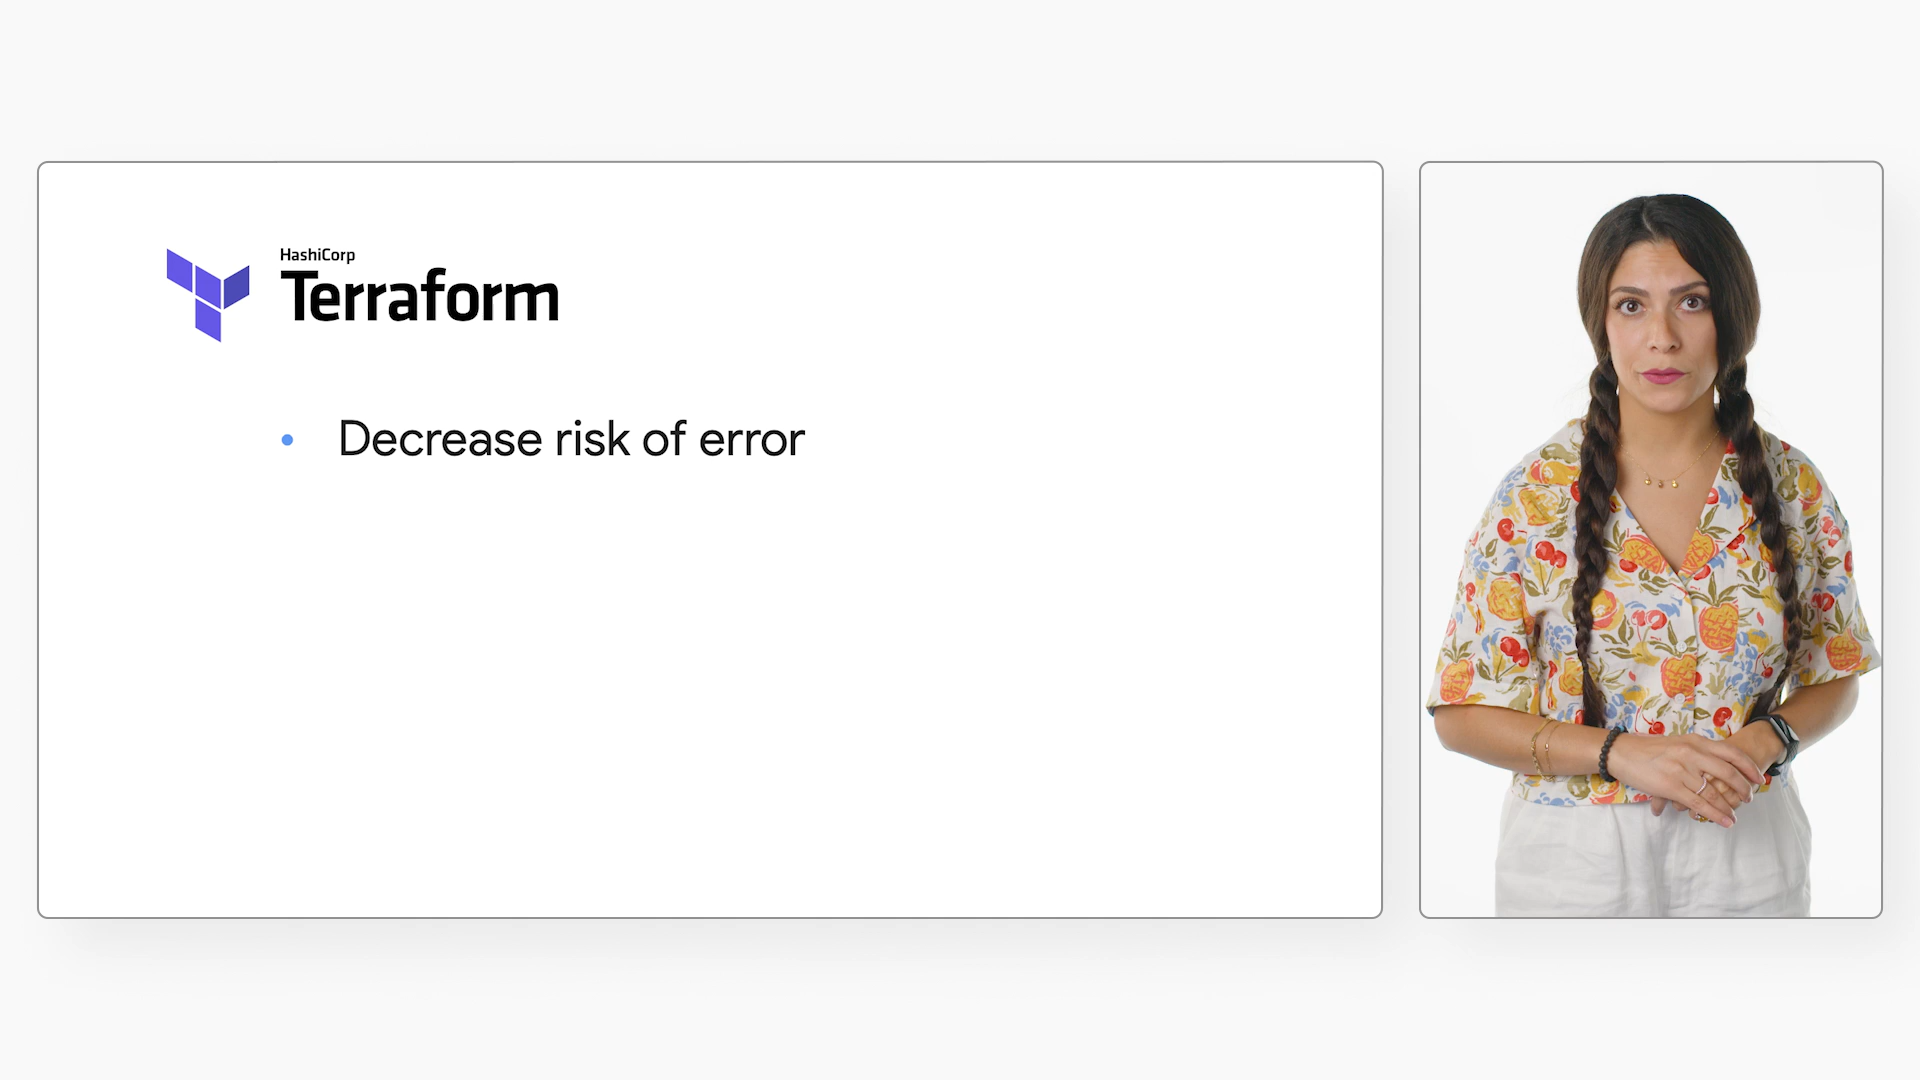 HashiCorp
Terraform
• Decrease risk of error